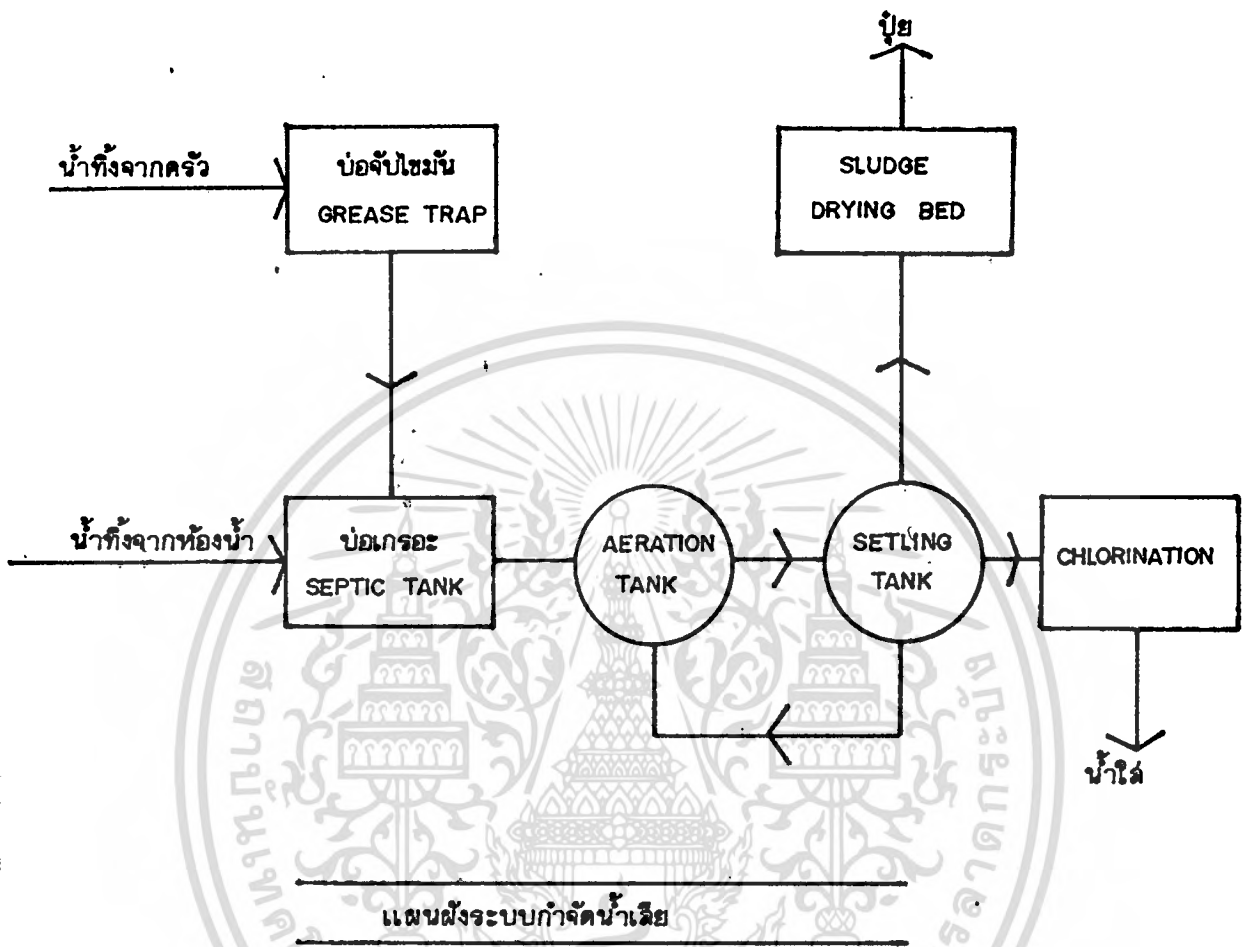 ปุ๋ย
น้ำทิ้งจากครัว
บ่อจับไขมัน
GREASE TRAP
SLUDGE
DRYING BED
น้ำทิ้งจากห้องน้ำ
บ่อเกรอะ
SEPTIC TANK
AERATION
TANK
SETLING
TANK
CHLORINATION
น้ำใส
แผนผังระบบกำจัดน้ำเสีย